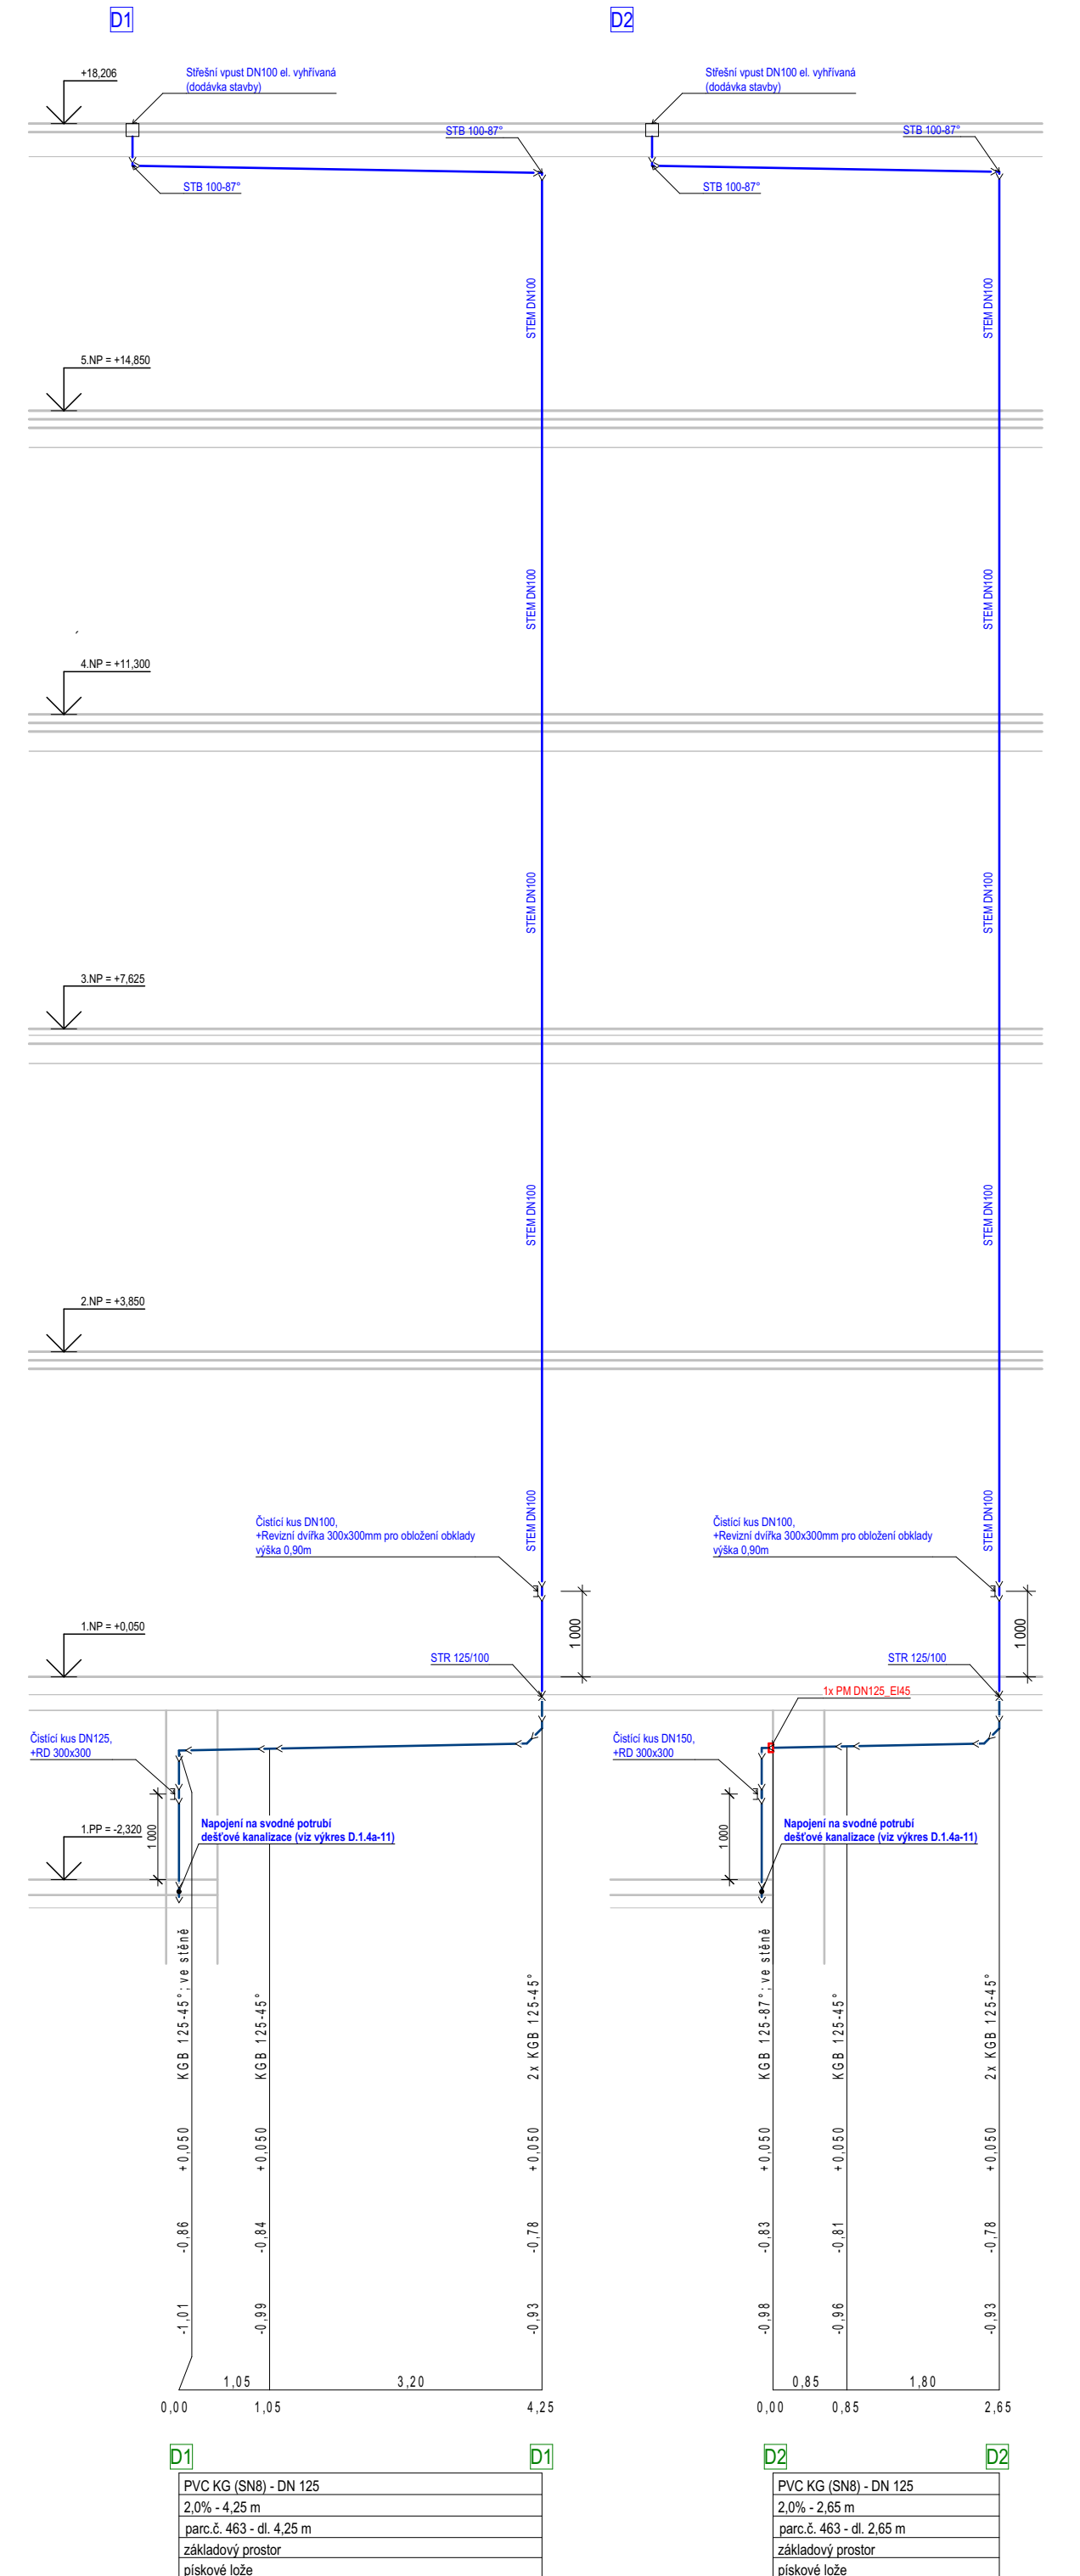 D1
D2
+18,206
Střešní vpust DN100 el. vyhřívaná
(dodávka stavby)
Střešní vpust DN100 el. vyhřívaná
(dodávka stavby)
STB 100-87°
STB 100-87°
STB 100-87°
STB 100-87°
STEM DN100
STEM DN100
5.NP = +14,850
STEM DN100
STEM DN100
4.NP = +11,300
STEM DN100
STEM DN100
3.NP = +7,625
STEM DN100
STEM DN100
2.NP = +3,850
STEM DN100
STEM DN100
Čistící kus DN100,
+Revizní dvířka 300x300mm pro obložení obklady
výška 0,90m
Čistící kus DN100,
+Revizní dvířka 300x300mm pro obložení obklady
výška 0,90m
1 000
1 000
1.NP = +0,050
STR 125/100
STR 125/100
1x PM DN125_EI45
Čistící kus DN125,
+RD 300x300
Čistící kus DN150,
+RD 300x300
1 000
1 000
1.PP = -2,320
Napojení na svodné potrubí
dešťové kanalizace (viz výkres D.1.4a-11)
Napojení na svodné potrubí
dešťové kanalizace (viz výkres D.1.4a-11)
KGB 125-45°; ve stěně
KGB 125-45°
2x KGB 125-45°
KGB 125-87°; ve stěně
KGB 125-45°
2x KGB 125-45°
+0,050
+0,050
+0,050
+0,050
+0,050
+0,050
-0,86
-0,84
-0,78
-0,83
-0,81
-0,78
-1,01
-0,99
-0,93
-0,98
-0,96
-0,93
1,05
3,20
0,85
1,80
0,00
1,05
4,25
0,00
0,85
2,65
D1
D1
D2
D2
PVC KG (SN8) - DN 125
2,0% - 4,25 m
parc.č. 463 - dl. 4,25 m
základový prostor
pískové lože
PVC KG (SN8) - DN 125
2,0% - 2,65 m
parc.č. 463 - dl. 2,65 m
základový prostor
pískové lože